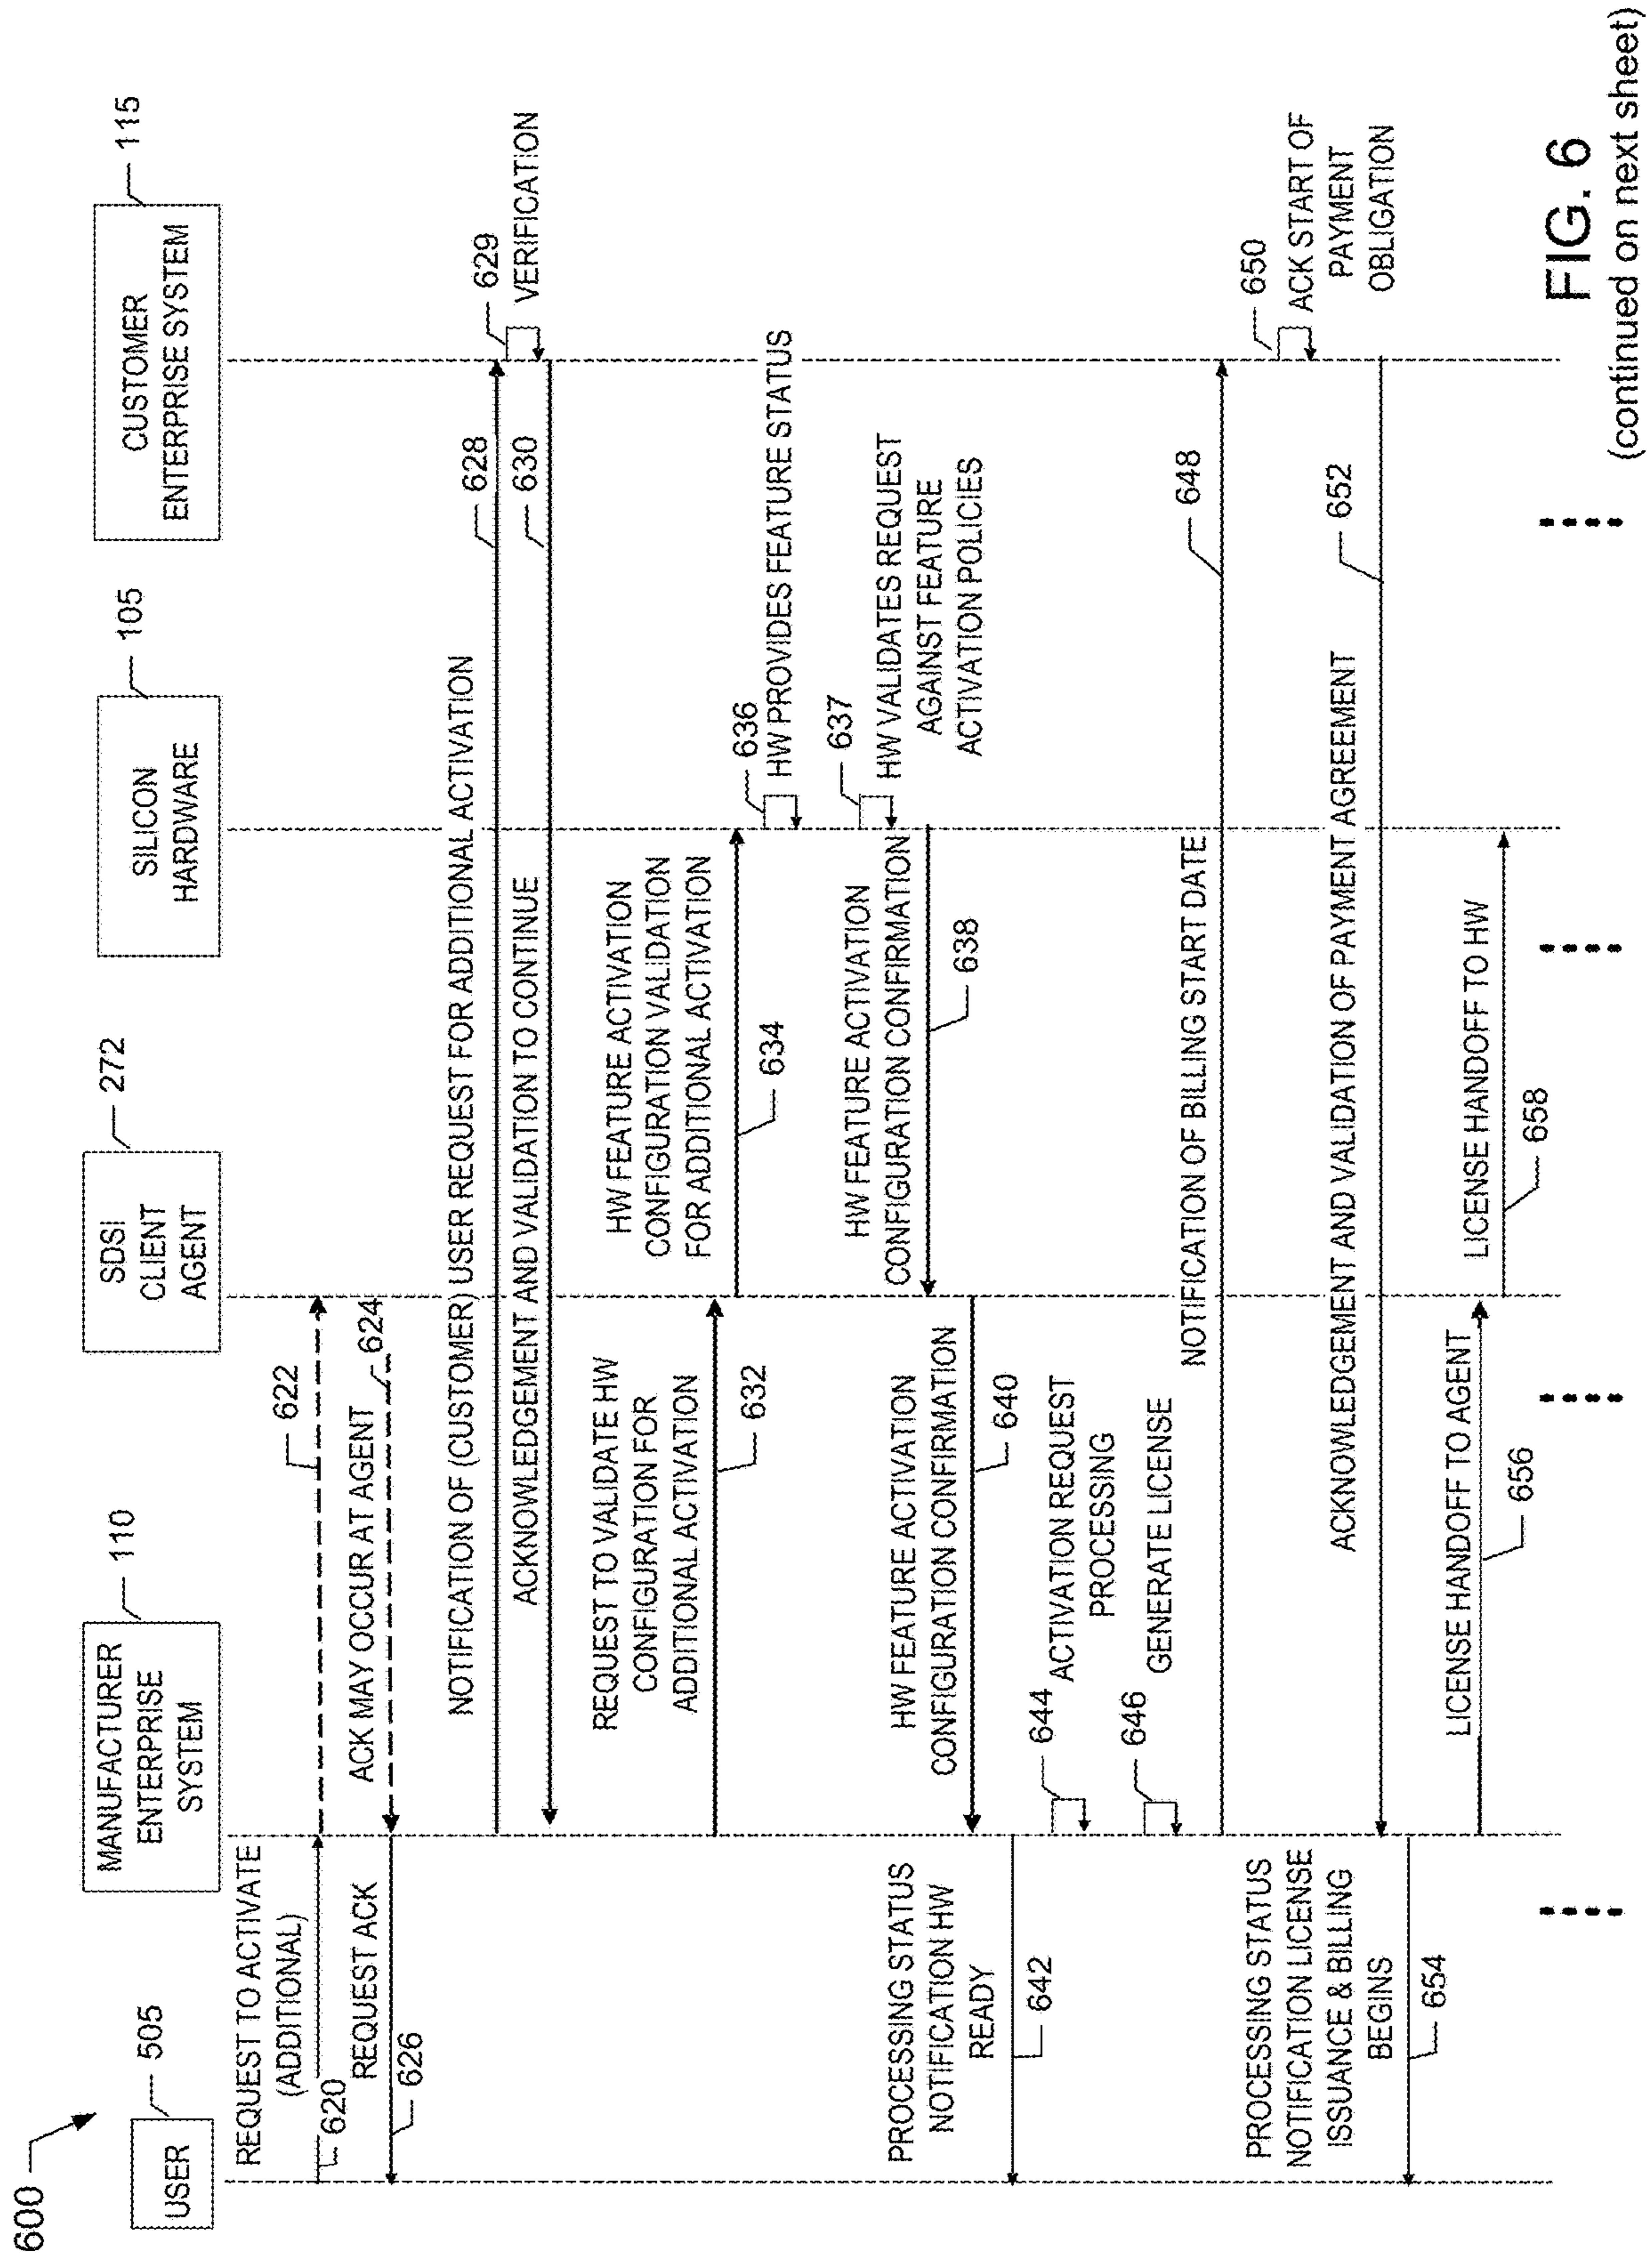 600
USER
505
MANUFACTURER
ENTERPRISE
SYSTEM
110
SDSI
CLIENT
AGENT
272
SILICON
HARDWARE
105
CUSTOMER
ENTERPRISE SYSTEM
115
REQUEST TO ACTIVATE
(ADDITIONAL)
620
622
REQUEST ACK
626
ACK MAY OCCUR AT AGENT
624
NOTIFICATION OF (CUSTOMER) USER REQUEST FOR ADDITIONAL ACTIVATION
628
629
VERIFICATION
ACKNOWLEDGEMENT AND VALIDATION TO CONTINUE
630
REQUEST TO VALIDATE HW
CONFIGURATION FOR
ADDITIONAL ACTIVATION
632
HW FEATURE ACTIVATION
CONFIGURATION VALIDATION
FOR ADDITIONAL ACTIVATION
634
636
HW PROVIDES FEATURE STATUS
637
HW VALIDATES REQUEST
AGAINST FEATURE
ACTIVATION POLICIES
HW FEATURE ACTIVATION
CONFIGURATION CONFIRMATION
638
HW FEATURE ACTIVATION
CONFIGURATION CONFIRMATION
640
PROCESSING STATUS
NOTIFICATION HW
READY
642
644
ACTIVATION REQUEST
PROCESSING
646
GENERATE LICENSE
NOTIFICATION OF BILLING START DATE
648
650
ACK START OF
PAYMENT
OBLIGATION
ACKNOWLEDGEMENT AND VALIDATION OF PAYMENT AGREEMENT
652
PROCESSING STATUS
NOTIFICATION LICENSE
ISSUANCE & BILLING
BEGINS
654
LICENSE HANDOFF TO AGENT
656
LICENSE HANDOFF TO HW
658
FIG. 6
(continued on next sheet)